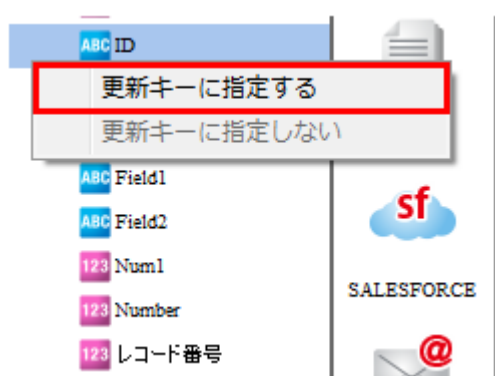 ABC ID
更新キーに指定する
更新キーに指定しない
ABC Field1
ABC Field2
sf
123 Num1
SALESFORCE
123 Number
@
123 レコード番号